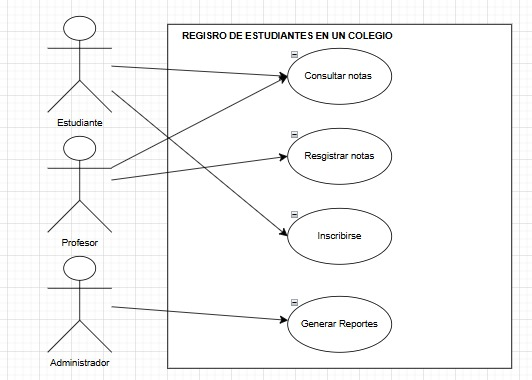 REGISRO DE ESTUDIANTES EN UN COLEGIO
Consultar notas
Estudiante
Resgistrar notas
Profesor
Inscribirse
Generar Reportes
Administrador